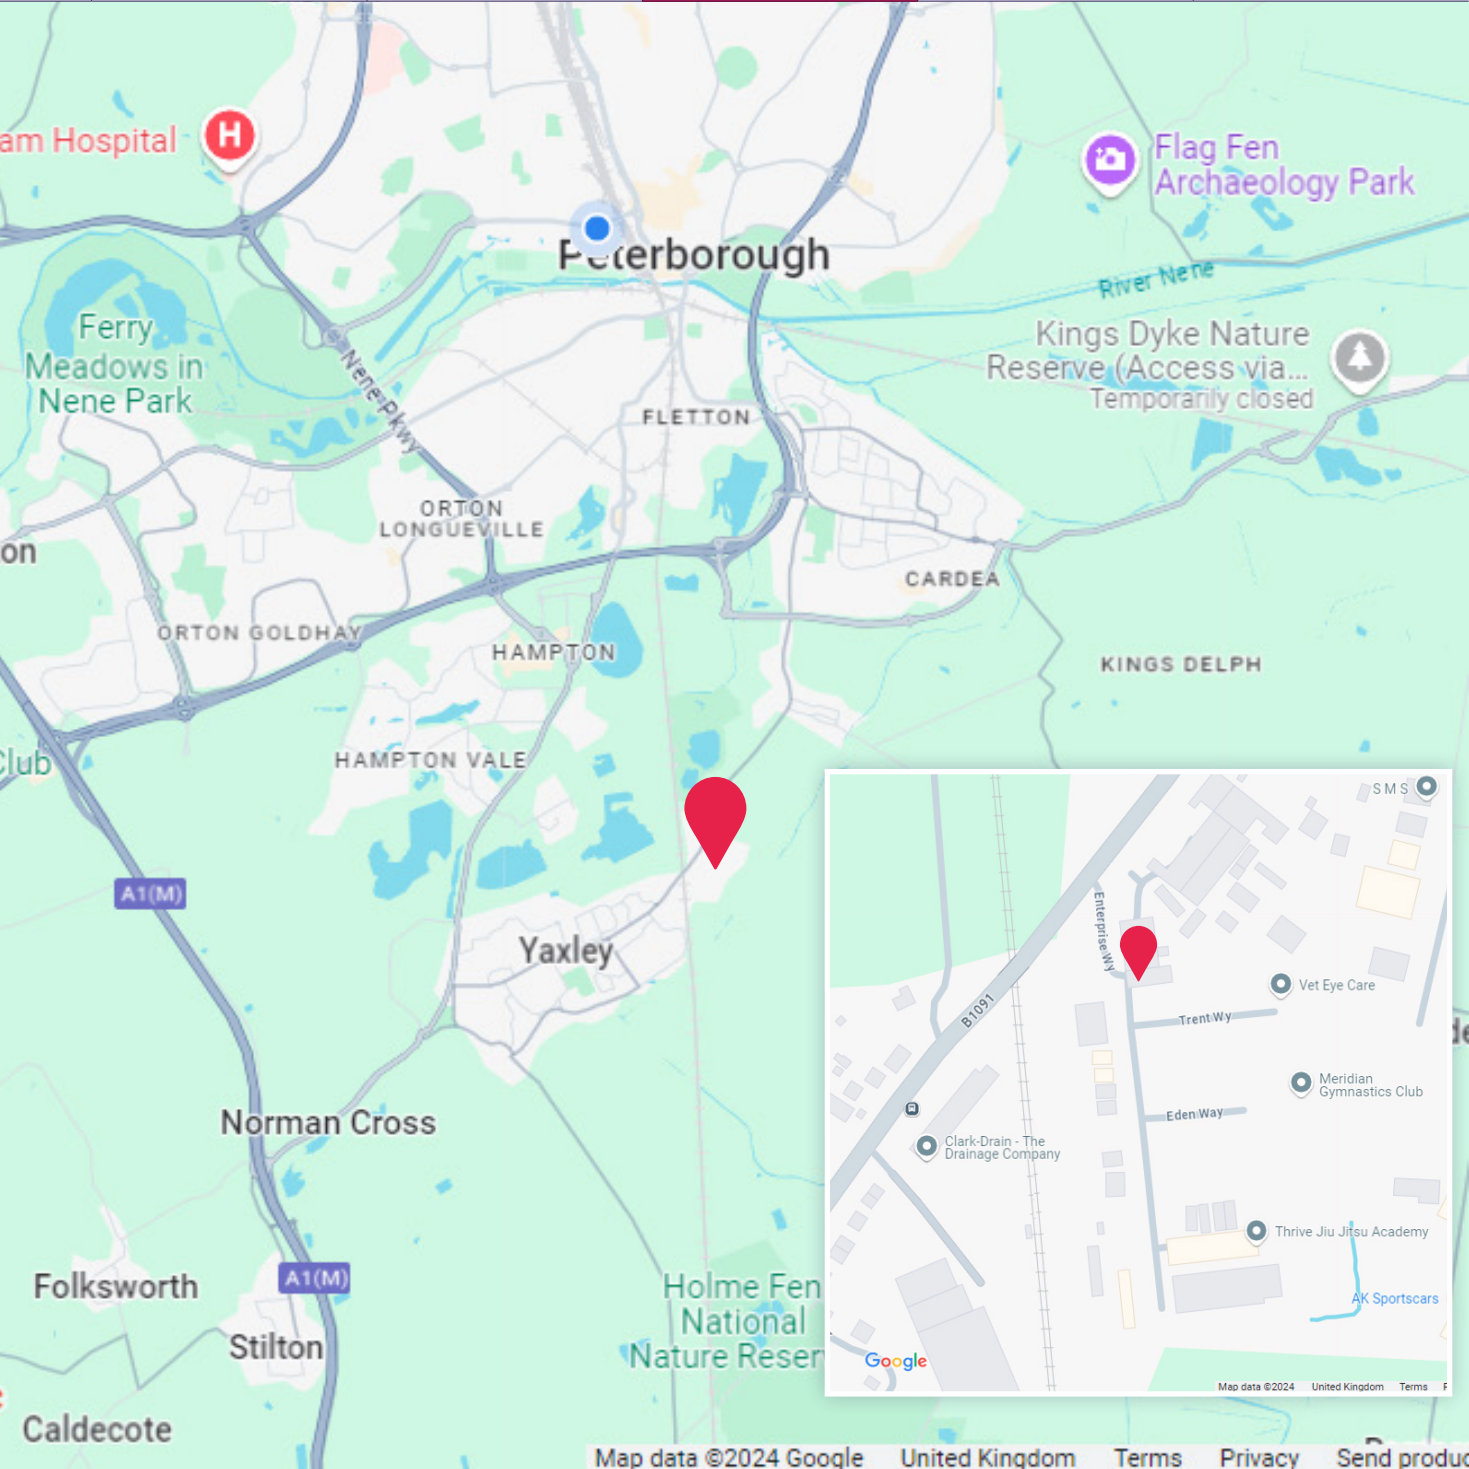 am Hospital
H
Flag Fen
Archaeology Park
Peterborough
River Nene
Ferry
Meadows in
Nene Park
Kings Dyke Nature
Reserve (Access via...
Temporarily closed
Nene Pkwy
FLETTON
ORTON
LONGUEVILLE
on
CARDEA
ORTON GOLDHAY
HAMPTON
KINGS DELPH
Club
HAMPTON VALE
A1(M)
Yaxley
Norman Cross
A1(M)
Folksworth
Stilton
Holme Fen
National
Nature Reser
Caldecote
SMS
Enterprise Wy
B1091
Vet Eye Care
Trent Wy
Meridian
Gymnastics Club
Eden Way
Clark-Drain - The
Drainage Company
Thrive Jiu Jitsu Academy
AK Sportscars
Google
Map data ©2024 United Kingdom Terms
de
Map data ©2024 Google United Kingdom Terms Privacy Send produc